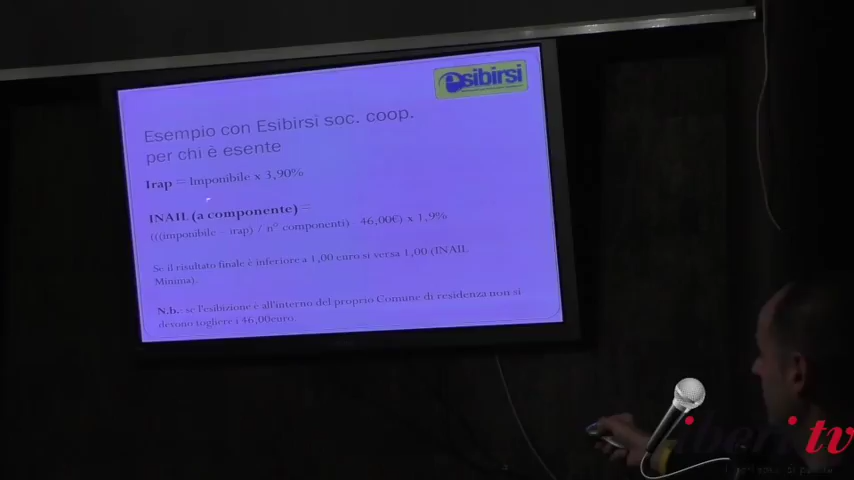 esibirsi
Esempio con Esibirsi soc. coop.
per chi è esente
Irap = Imponibile x 3,90%
INAIL (a componente) =
(((imponibile – irap) / n° componenti) - 46,00€) x 1,9%
Se il risultato finale è inferiore a 1,00 euro si versa 1,00 (INAIL
Minima).
N.b.: se l'esibizione è all'interno del proprio Comune di residenza non si
devono togliere i 46,00euro.
iberi.tv